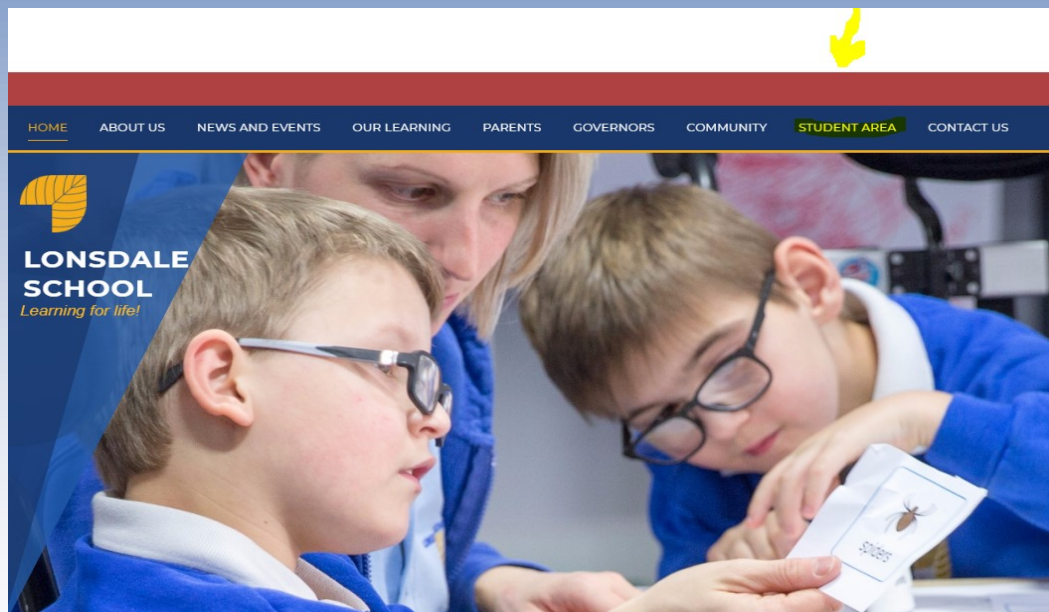 HOME ABOUT US NEWS AND EVENTS OUR LEARNING PARENTS GOVERNORS COMMUNITY STUDENT AREA CONTACT US
LONSDALE
SCHOOL
Learning for life!
spiders